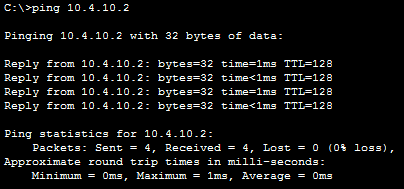 C:\>ping 10.4.10.2
Pinging 10.4.10.2 with 32 bytes of data:
Reply from 10.4.10.2: bytes=32 time=1ms TTL=128
Reply from 10.4.10.2: bytes=32 time<1ms TTL=128
Reply from 10.4.10.2: bytes=32 time<1ms TTL=128
Reply from 10.4.10.2: bytes=32 time<1ms TTL=128
Ping statistics for 10.4.10.2:
    Packets: Sent = 4, Received = 4, Lost = 0 (0% loss),
Approximate round trip times in milli-seconds:
    Minimum = 0ms, Maximum = 1ms, Average = 0ms